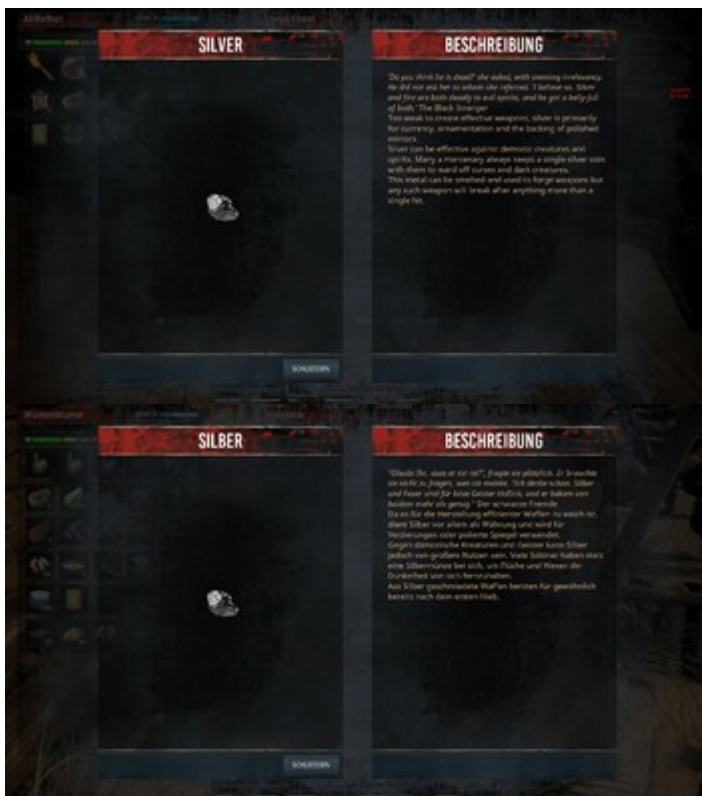 SILVER
BESCHREIBUNG
'Do you think he is dead?' she asked, with seeming irrelevancy.
He did not ask her to whom she referred. 'I believe so. Silver
and fire are both deadly to evil spirits, and he got a belly-full
of both.' The Black Stranger
Too weak to create effective weapons, silver is primarily
for currency, ornamentation and the backing of polished
mirrors.
Silver can be effective against demonic creatures and
spirits. Many a mercenary always keeps a single silver coin
with them to ward off curses and dark creatures.
This metal can be smelted and used to forge weapons but
any such weapon will break after anything more than a
single hit.
SCHLIESSEN
SILBER
BESCHREIBUNG
"Glaubt Ihr, dass er tot ist?", fragte sie plötzlich. Er brauchte
sie nicht zu fragen, wen sie meinte. "Ich denke schon. Silber
und Feuer sind für böse Geister tödlich, und er bekam von
beidem mehr als genug." Der schwarze Fremde
Da es für die Herstellung effizienter Waffen zu weich ist,
dient Silber vor allem als Währung und wird für
Verzierungen oder polierte Spiegel verwendet.
Gegen dämonische Kreaturen und Geister kann Silber
jedoch von großem Nutzen sein. Viele Söldner haben stets
eine Silbermünze bei sich, um Flüche und Wesen der
Dunkelheit von sich fernzuhalten.
Aus Silber geschmiedete Waffen bersten für gewöhnlich
bereits nach dem ersten Hieb.
SCHLIESSEN